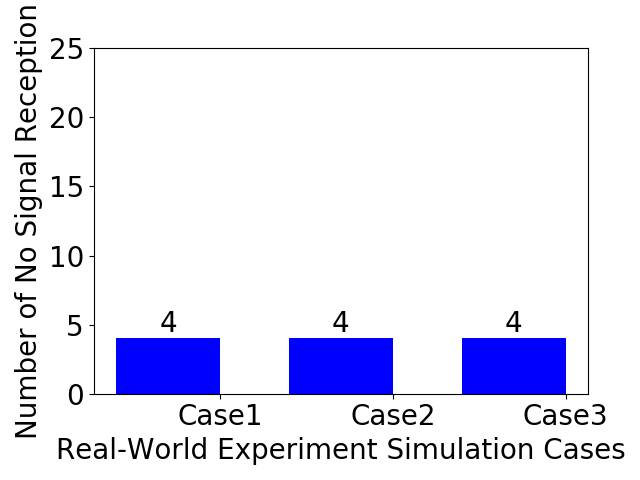 Number of No Signal Reception
25
20
15
10
5
0
4
4
4
Case1
Case2
Case3
Real-World Experiment Simulation Cases